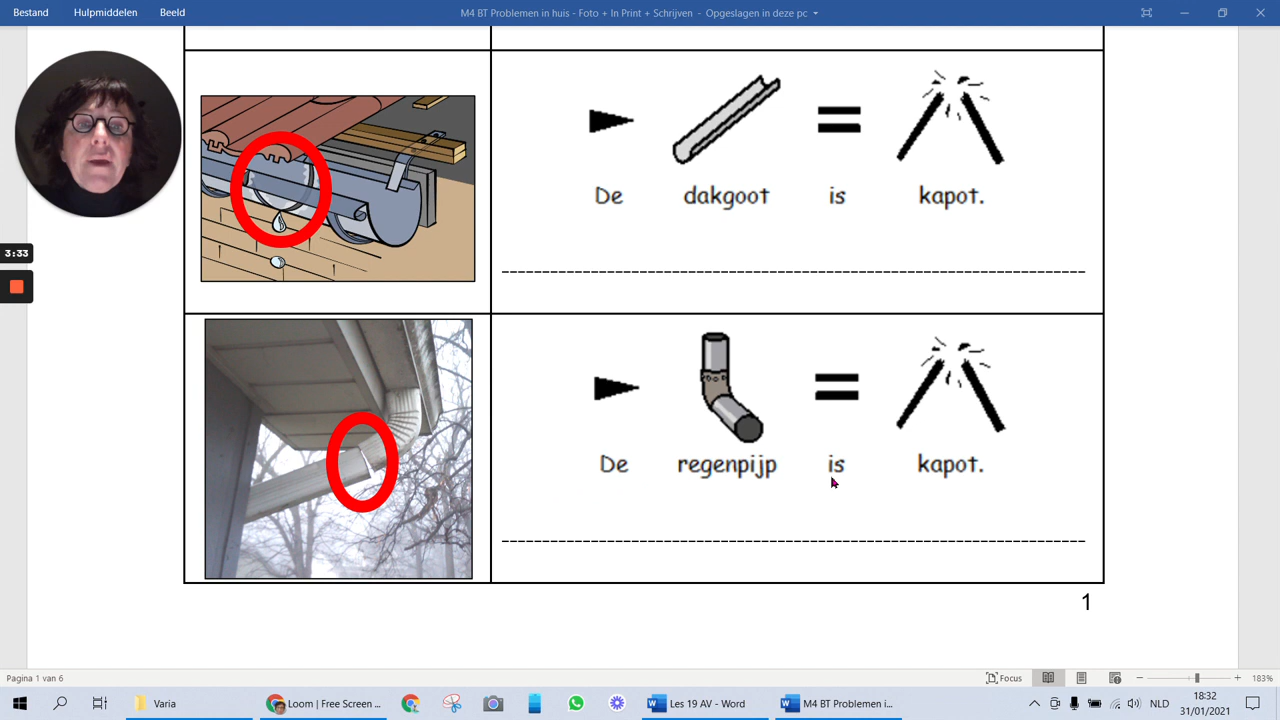 Bestand Hulpmiddelen Beeld M4 BT Problemen in huis - Foto + In Print + Schrijven - Opgeslagen in deze pc
De dakgoot is kapot.
3:33
De regenpijp is kapot.
1
Pagina 1 van 6 Focus 183%
Varia Loom | Free Screen ... Les 19 AV - Word M4 BT Problemen i... NLD 18:32
31/01/2021